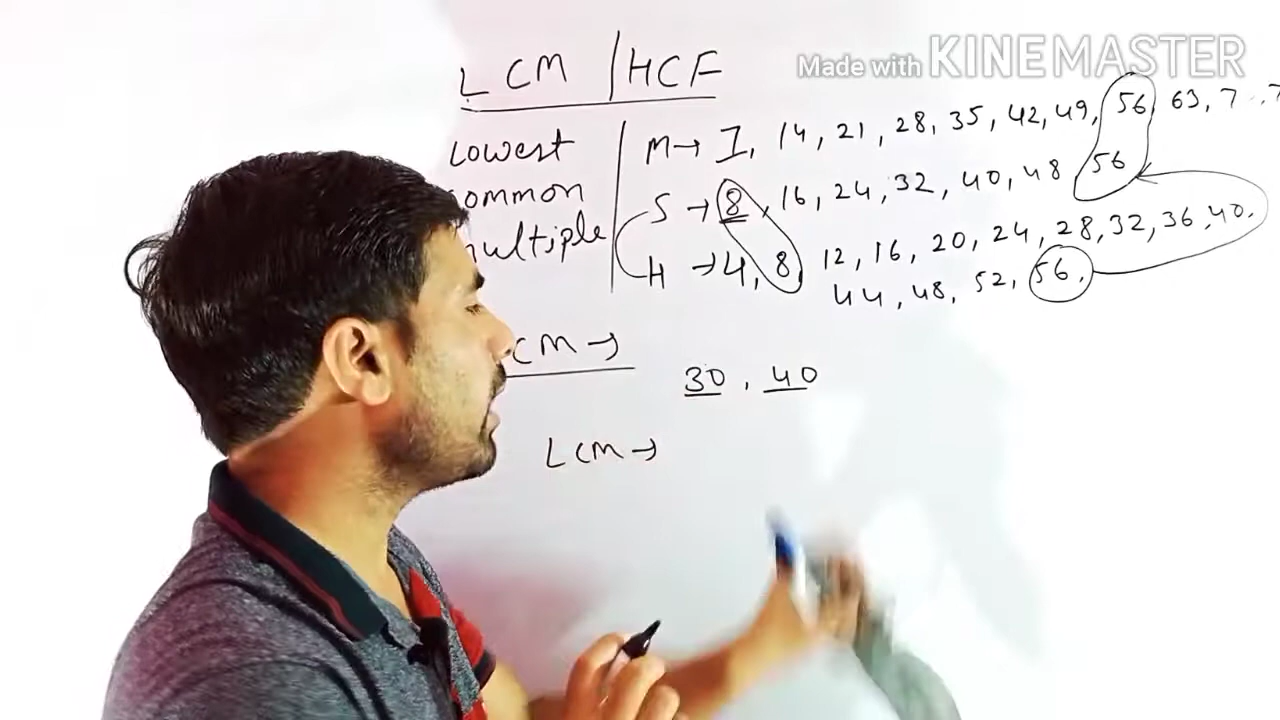 Made with KINEMASTER
LCM / HCF
Lowest
common
multiple
M → 7, 14, 21, 28, 35, 42, 49, 56, 63, 7
S → 8, 16, 24, 32, 40, 48 56
H → 4, 8, 12, 16, 20, 24, 28, 32, 36, 40,
44, 48, 52, 56,
CM →
30, 40
LCM →